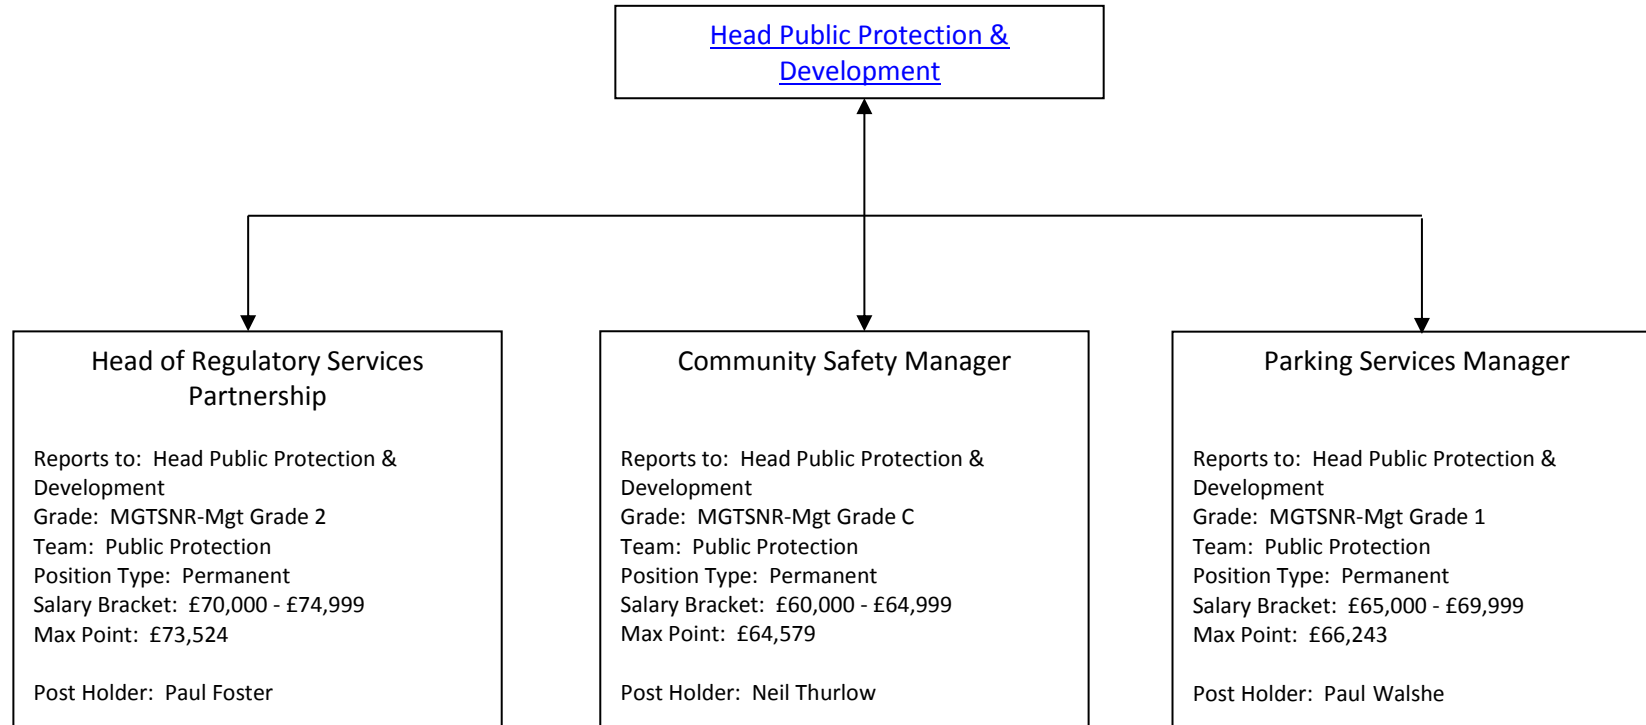 Head Public Protection &
Development
Head of Regulatory Services
Partnership
Reports to:  Head Public Protection &
Development
Grade:  MGTSNR-Mgt Grade 2
Team:  Public Protection
Position Type:  Permanent
Salary Bracket:  £70,000 - £74,999
Max Point:  £73,524
Post Holder:  Paul Foster
Community Safety Manager
Reports to:  Head Public Protection &
Development
Grade:  MGTSNR-Mgt Grade C
Team:  Public Protection
Position Type:  Permanent
Salary Bracket:  £60,000 - £64,999
Max Point:  £64,579
Post Holder:  Neil Thurlow
Parking Services Manager
Reports to:  Head Public Protection &
Development
Grade:  MGTSNR-Mgt Grade 1
Team:  Public Protection
Position Type:  Permanent
Salary Bracket:  £65,000 - £69,999
Max Point:  £66,243
Post Holder:  Paul Walshe